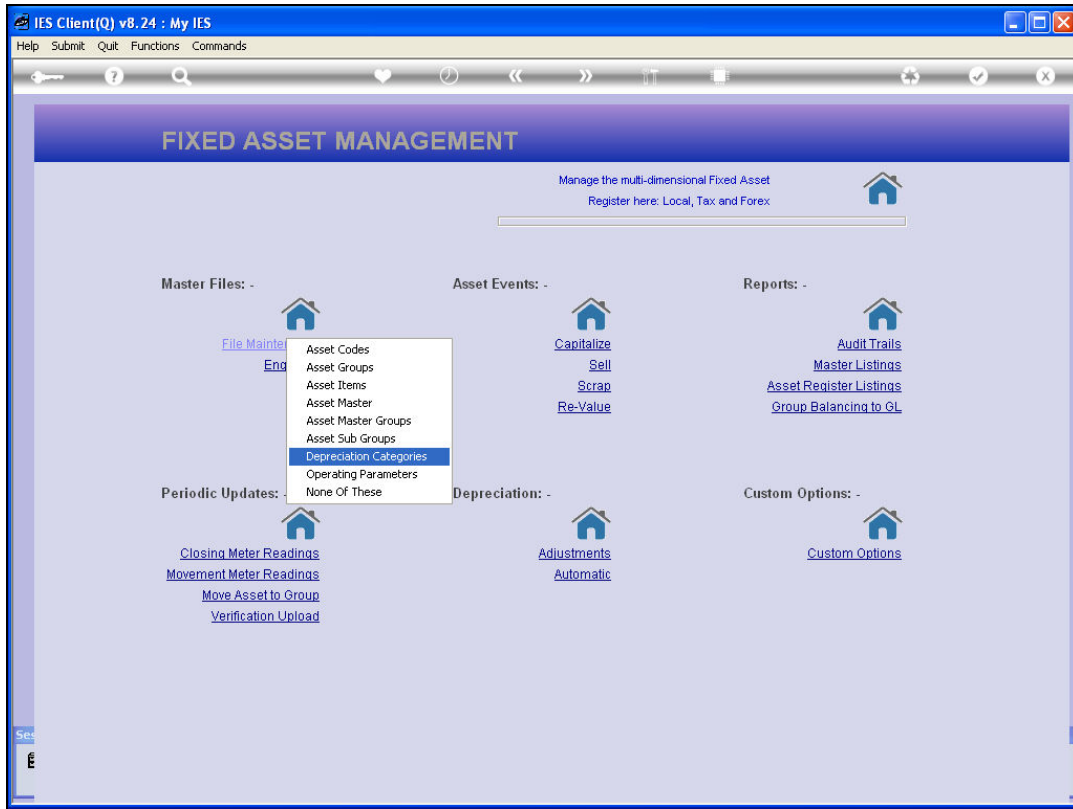 IES Client(Q) v8.24 : My IES
Help Submit Quit Functions Commands
FIXED ASSET MANAGEMENT
Manage the multi-dimensional Fixed Asset
Register here: Local, Tax and Forex
Master Files: -
File Mainte
Enq
Asset Codes
Asset Groups
Asset Items
Asset Master
Asset Master Groups
Asset Sub Groups
Depreciation Categories
Operating Parameters
None Of These
Asset Events: -
Capitalize
Sell
Scrap
Re-Value
Reports: -
Audit Trails
Master Listings
Asset Register Listings
Group Balancing to GL
Periodic Updates: -
Closing Meter Readings
Movement Meter Readings
Move Asset to Group
Verification Upload
Depreciation: -
Adjustments
Automatic
Custom Options: -
Custom Options
Ses